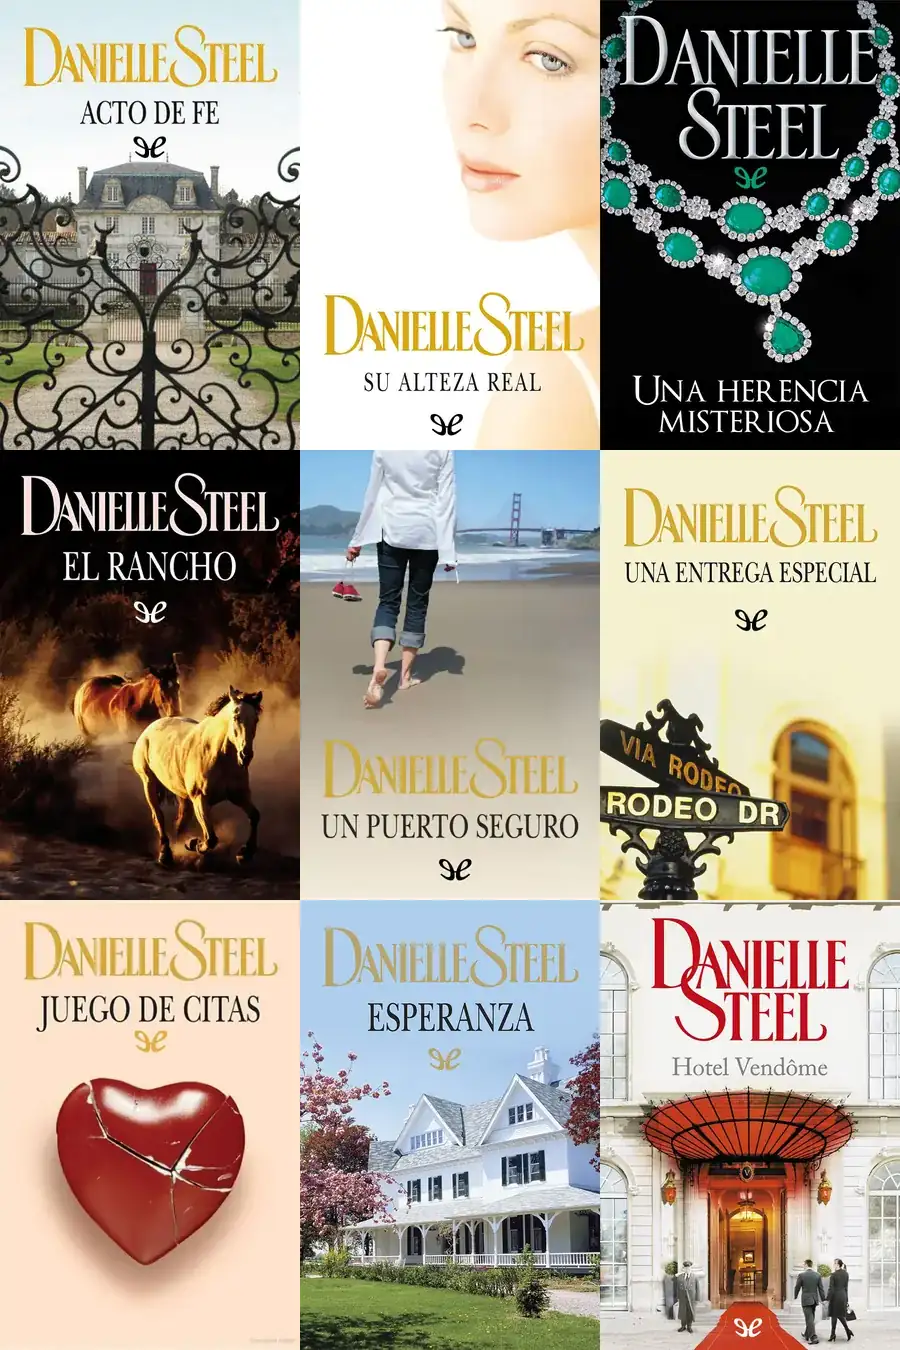 DANIELLE STEEL
ACTO DE FE
DANIELLE STEEL
SU ALTEZA REAL
DANIELLE
STEEL
UNA HERENCIA
MISTERIOSA
DANIELLE STEEL
EL RANCHO
DANIELLE STEEL
UN PUERTO SEGURO
DANIELLE STEEL
UNA ENTREGA ESPECIAL
VIA RODEO
RODEO DR
DANIELLE STEEL
JUEGO DE CITAS
DANIELLE STEEL
ESPERANZA
DANIELLE
STEEL
Hotel Vendôme
V